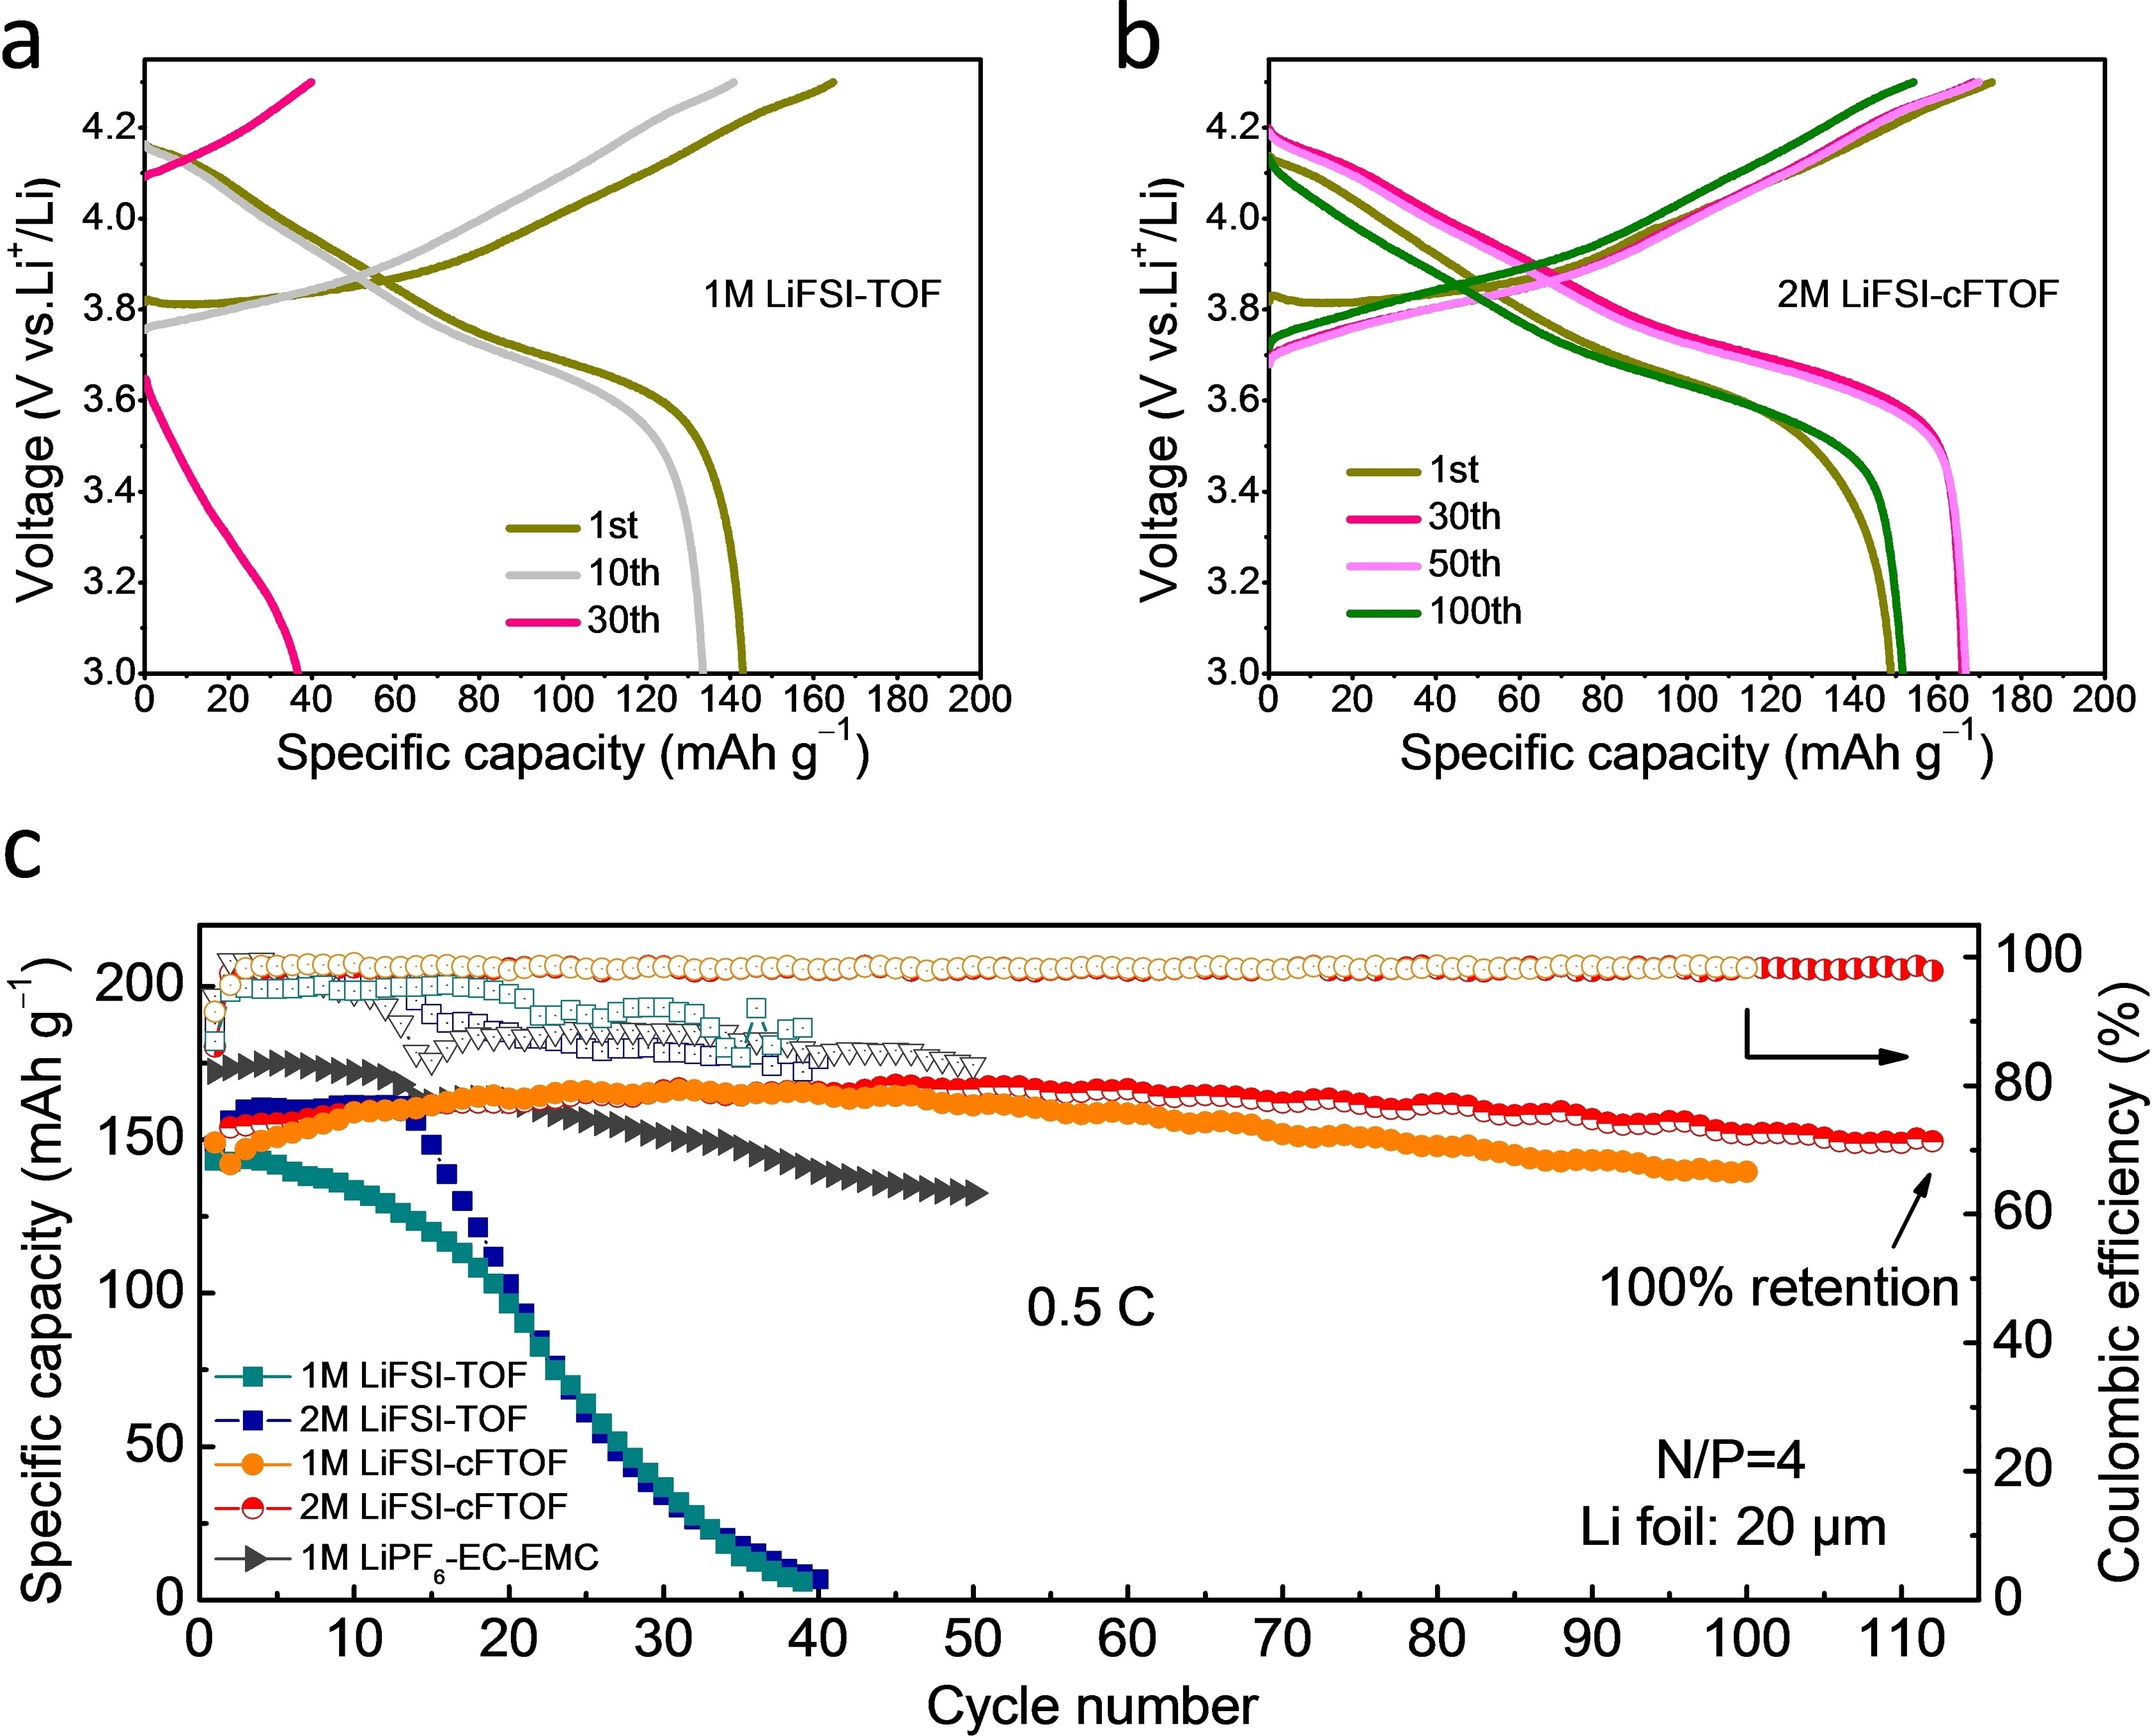 a
4.2
4.0
3.8
3.6
3.4
3.2
3.0
0 20 40 60 80 100 120 140 160 180 200
Voltage (V vs.Li⁺/Li)
Specific capacity (mAh g⁻¹)
1M LiFSI-TOF
1st
10th
30th
b
4.2
4.0
3.8
3.6
3.4
3.2
3.0
0 20 40 60 80 100 120 140 160 180 200
Voltage (V vs.Li⁺/Li)
Specific capacity (mAh g⁻¹)
2M LiFSI-cFTOF
1st
30th
50th
100th
c
200
150
100
50
0
Specific capacity (mAh g⁻¹)
100
80
60
40
20
0
Coulombic efficiency (%)
100% retention
0.5 C
1M LiFSI-TOF
2M LiFSI-TOF
1M LiFSI-cFTOF
2M LiFSI-cFTOF
1M LiPF₆-EC-EMC
N/P=4
Li foil: 20 μm
0 10 20 30 40 50 60 70 80 90 100 110
Cycle number